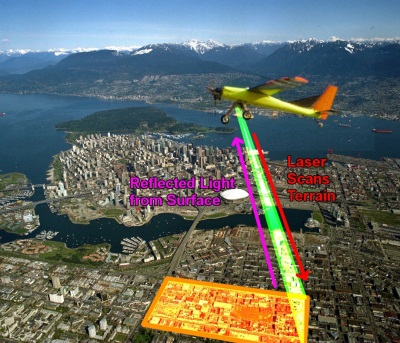 Reflected Light
from Surface
Laser
Scans
Terrain